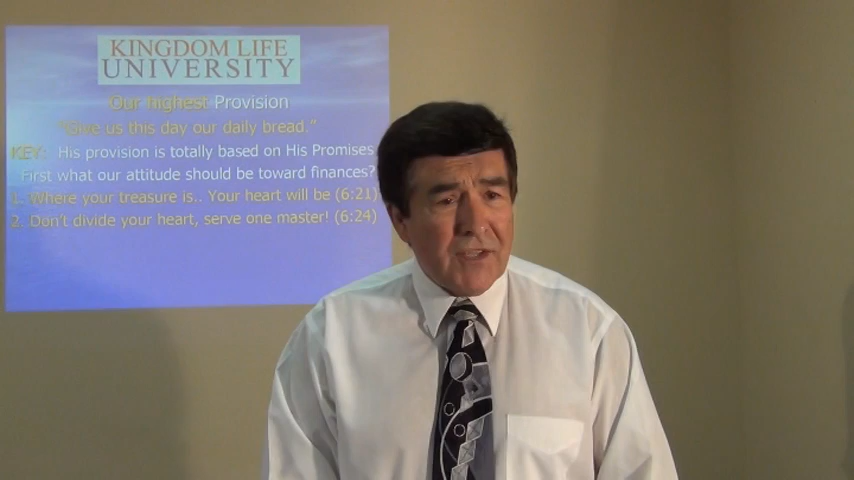 KINGDOM LIFE
UNIVERSITY
Our highest Provision
"Give us this day our daily bread."
KEY: His provision is totally based on His Promises
First what our attitude should be toward finances?
1. Where your treasure is.. Your heart will be (6:21)
2. Don't divide your heart, serve one master! (6:24)